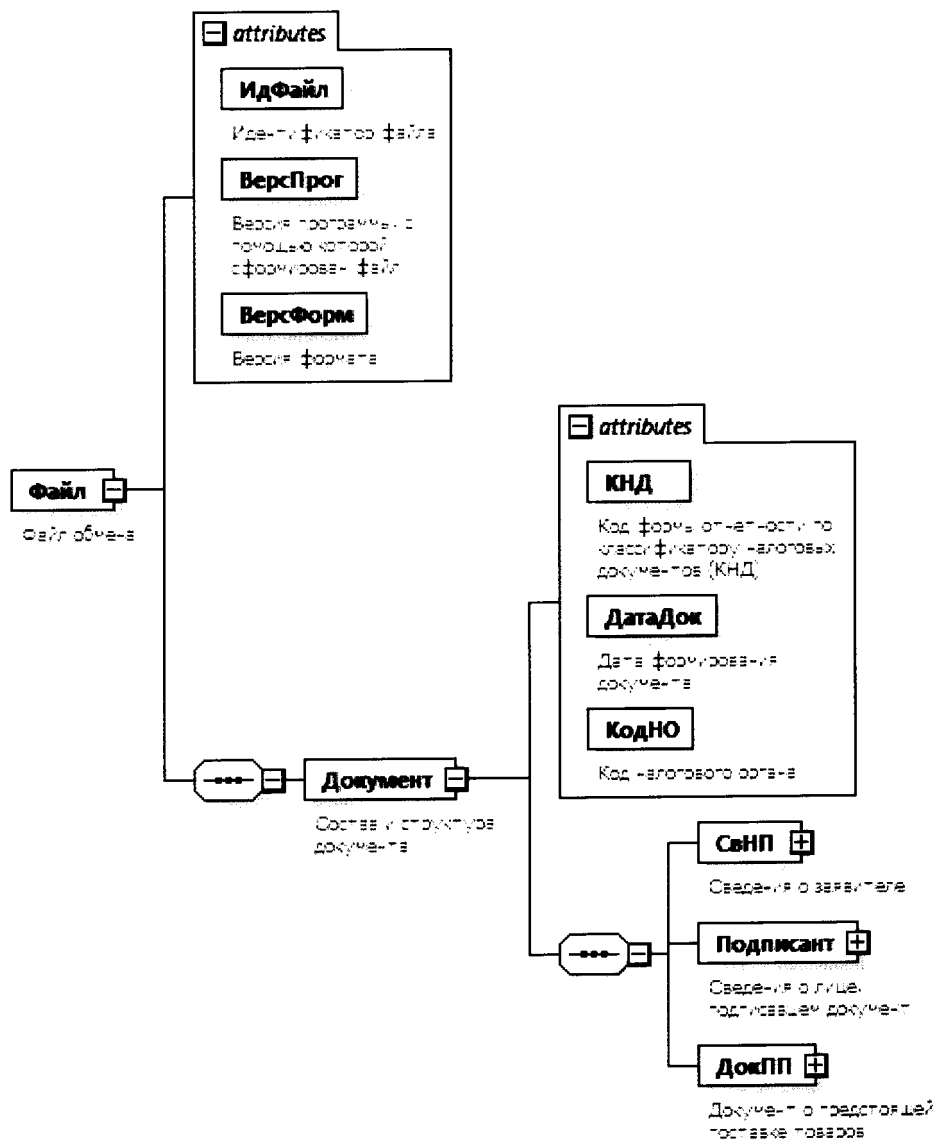 attributes
ИдФайл
Идентификатор файла
ВерсПрог
Версия программы, с
помощью которой
сформирован файл
ВерсФорм
Версия формата
Файл
Файл обмена
attributes
КНД
Код формы отчетности по
классификатору налоговых
документов (КНД)
ДатаДок
Дата формирования
документа
КодНО
Код налогового органа
Документ
Состав и структура
документа
СвНП
Сведения о заявителе
Подписант
Сведения о лице,
подписавшем документ
ДокПП
Документ о предстоящей
поставке товаров